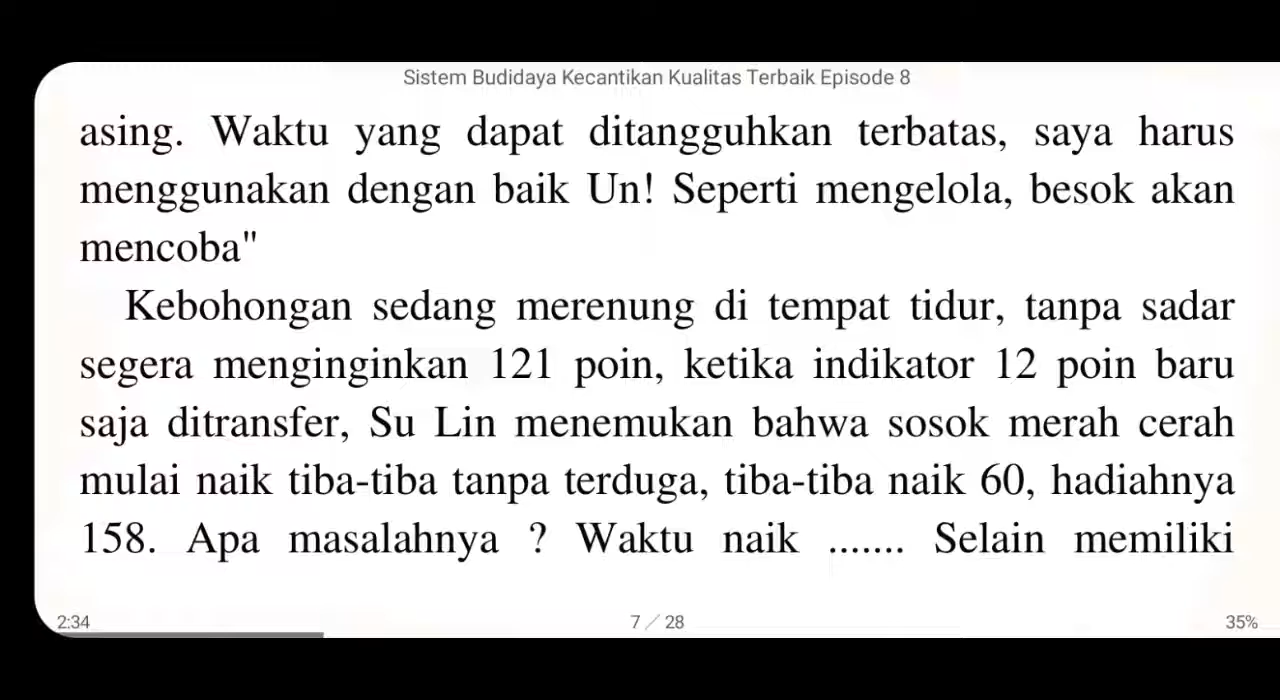 Sistem Budidaya Kecantikan Kualitas Terbaik Episode 8
asing. Waktu yang dapat ditangguhkan terbatas, saya harus
menggunakan dengan baik Un! Seperti mengelola, besok akan
mencoba"
Kebohongan sedang merenung di tempat tidur, tanpa sadar
segera menginginkan 121 poin, ketika indikator 12 poin baru
saja ditransfer, Su Lin menemukan bahwa sosok merah cerah
mulai naik tiba-tiba tanpa terduga, tiba-tiba naik 60, hadiahnya
158. Apa masalahnya ? Waktu naik ....... Selain memiliki
2:34 7 / 28 35%